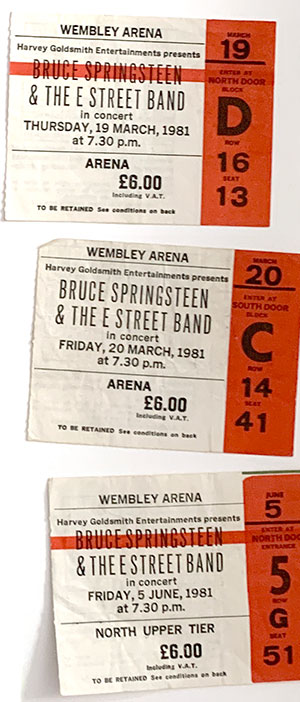 WEMBLEY ARENA
Harvey Goldsmith Entertainments presents
BRUCE SPRINGSTEEN
& THE E STREET BAND
in concert
THURSDAY, 19 MARCH, 1981
at 7.30 p.m.
ARENA
£6.00
Including V.A.T.
TO BE RETAINED See conditions on back
MARCH
19
ENTER AT
NORTH DOOR
BLOCK
D
ROW
16
SEAT
13
WEMBLEY ARENA
Harvey Goldsmith Entertainments presents
BRUCE SPRINGSTEEN
& THE E STREET BAND
in concert
FRIDAY, 20 MARCH, 1981
at 7.30 p.m.
ARENA
£6.00
Including V.A.T.
TO BE RETAINED See conditions on back
MARCH
20
ENTER AT
SOUTH DOOR
BLOCK
C
ROW
14
SEAT
41
WEMBLEY ARENA
Harvey Goldsmith Entertainments presents
BRUCE SPRINGSTEEN
& THE E STREET BAND
in concert
FRIDAY, 5 JUNE, 1981
at 7.30 p.m.
NORTH UPPER TIER
£6.00
Including V.A.T.
TO BE RETAINED See conditions on back
JUNE
5
ENTER AT
NORTH DOO
ENTRANCE
5
ROW
G
SEAT
51